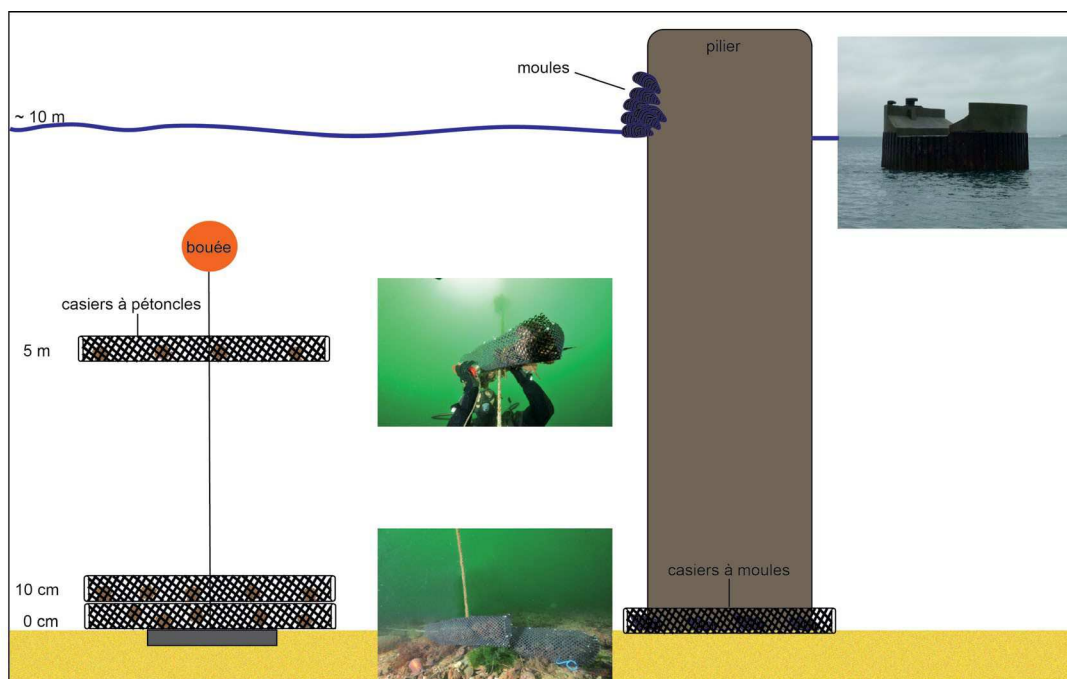 pilier
moules
~ 10 m
bouée
casiers à pétoncles
5 m
casiers à moules
10 cm
0 cm